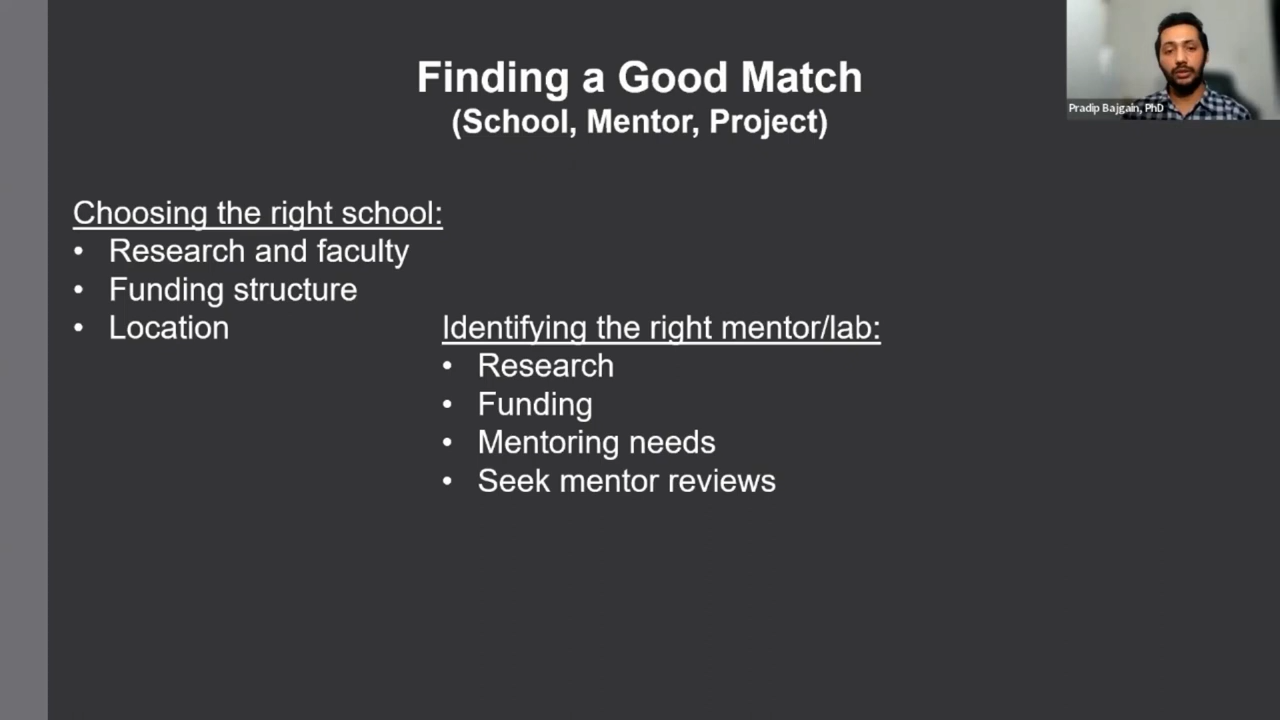 Finding a Good Match
(School, Mentor, Project)
Pradip Bajgain, PhD
Choosing the right school:
• Research and faculty
• Funding structure
• Location
Identifying the right mentor/lab:
• Research
• Funding
• Mentoring needs
• Seek mentor reviews